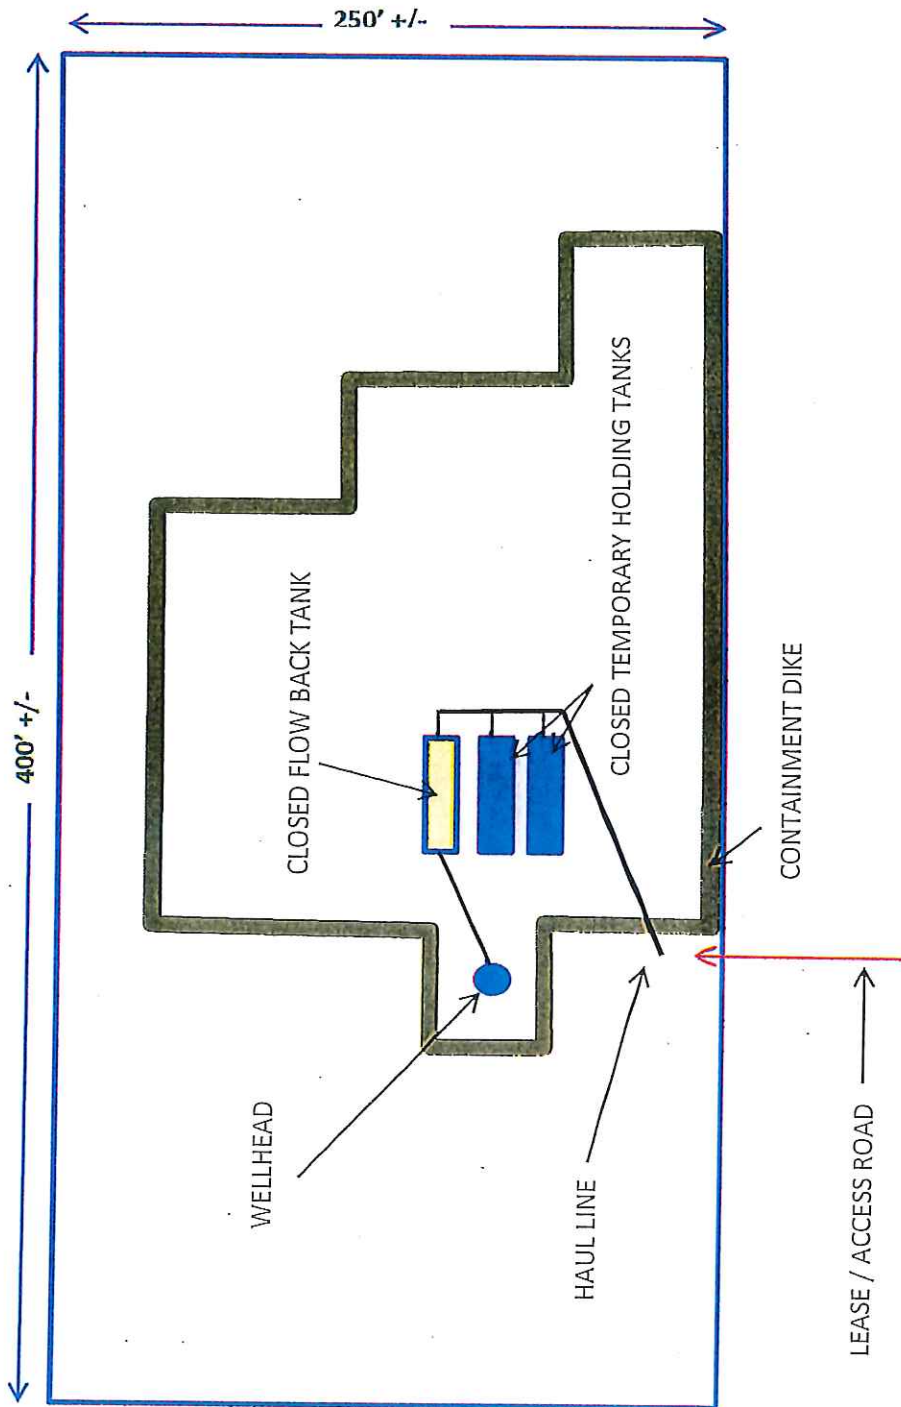 250' +/-
400' +/-
CLOSED FLOW BACK TANK
CLOSED TEMPORARY HOLDING TANKS
CONTAINMENT DIKE
WELLHEAD
HAUL LINE
LEASE / ACCESS ROAD